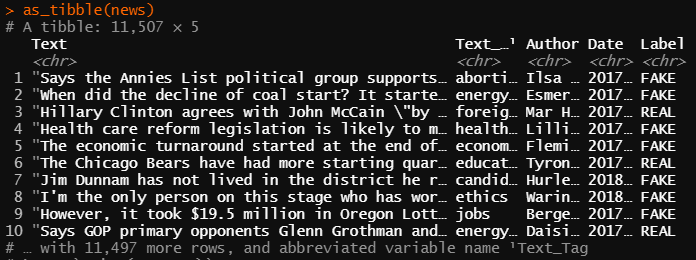 > as_tibble(news)
# A tibble: 11,507 × 5
Text Text_…¹ Author Date Label
<chr> <chr> <chr> <chr> <chr>
1 "Says the Annies List political group supports… aborti… Ilsa … 2017… FAKE
2 "When did the decline of coal start? It starte… energy… Esmer… 2017… FAKE
3 "Hillary Clinton agrees with John McCain \"by … foreig… Mar H… 2017… REAL
4 "Health care reform legislation is likely to m… health… Lilli… 2017… FAKE
5 "The economic turnaround started at the end of… econom… Flemi… 2017… FAKE
6 "The Chicago Bears have had more starting quar… educat… Tyron… 2017… REAL
7 "Jim Dunnam has not lived in the district he r… candid… Hurle… 2018… FAKE
8 "I'm the only person on this stage who has wor… ethics Warin… 2018… FAKE
9 "However, it took $19.5 million in Oregon Lott… jobs Berge… 2017… FAKE
10 "Says GOP primary opponents Glenn Grothman and… energy… Daisi… 2017… REAL
# … with 11,497 more rows, and abbreviated variable name ¹Text_Tag